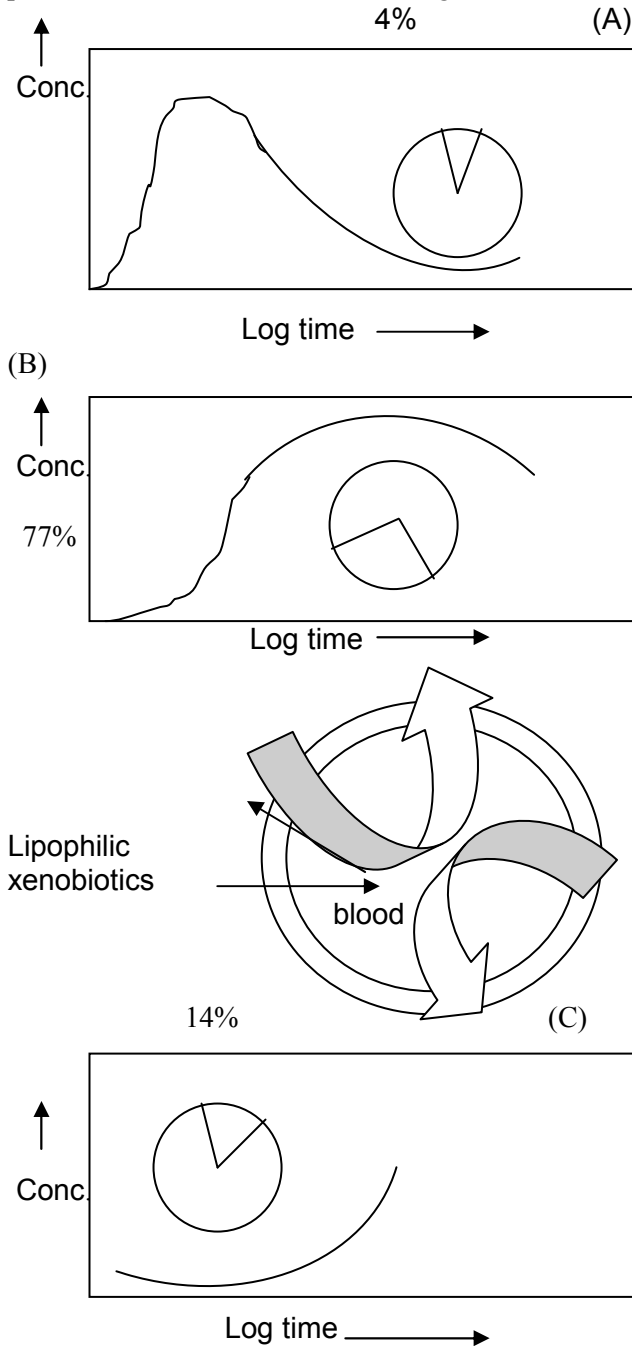 4% (A)
Conc.
Log time
(B)
Conc.
77%
Log time
Lipophilic
xenobiotics
blood
14% (C)
Conc.
Log time